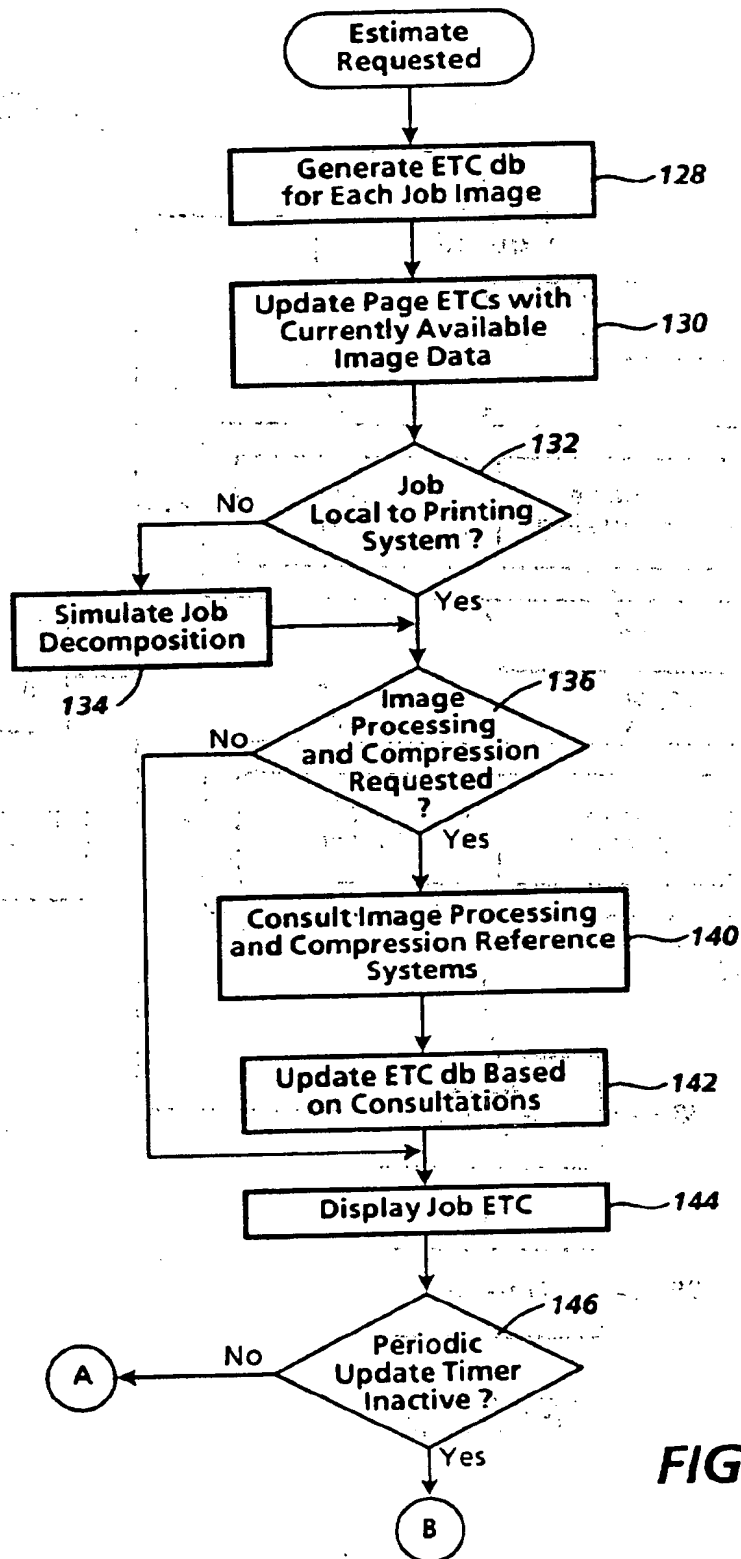 Estimate
Requested
Generate ETC db
for Each Job Image
128
Update Page ETCs with
Currently Available
Image Data
130
132
Job
Local to Printing
System ?
No
Yes
Simulate Job
Decomposition
134
136
Image
Processing
and Compression
Requested
?
No
Yes
Consult Image Processing
and Compression Reference
Systems
140
Update ETC db Based
on Consultations
142
Display Job ETC
144
146
Periodic
Update Timer
Inactive ?
No
A
Yes
B
FIG